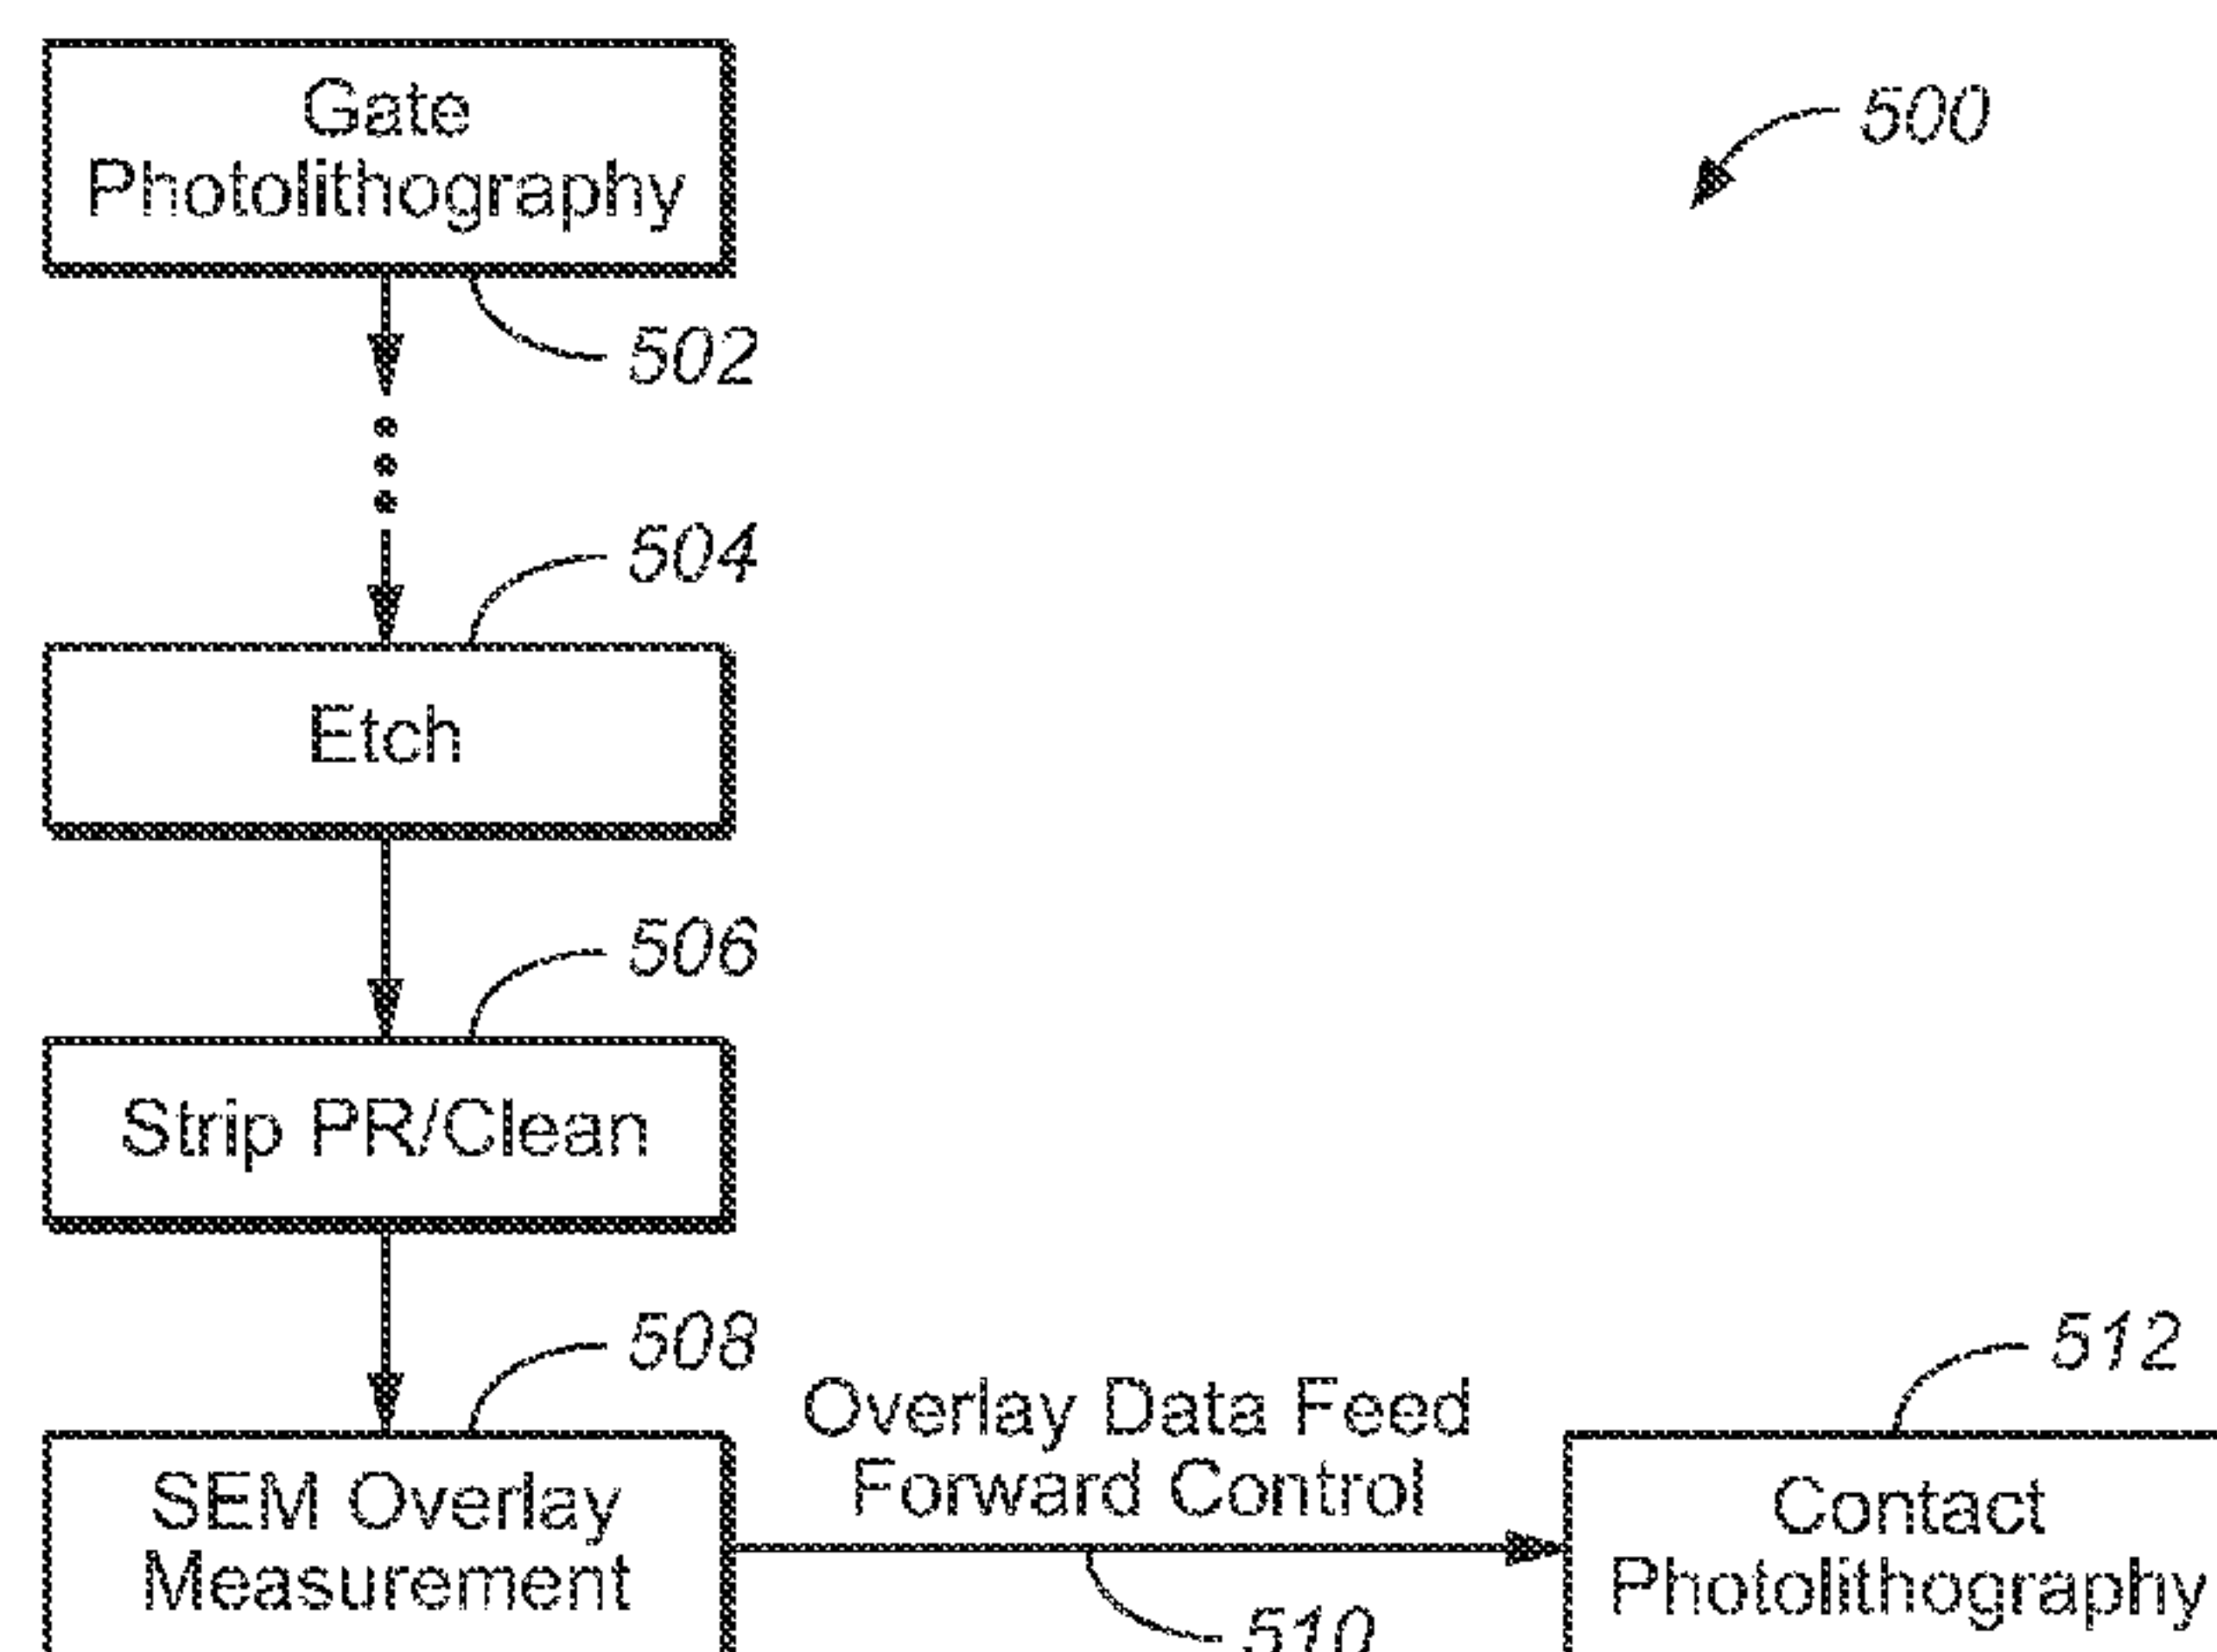 Gate
Photolithography
500
502
504
Etch
506
Strip PR/Clean
508
SEM Overlay
Measurement
Overlay Data Feed
Forward Control
510
512
Contact
Photolithography